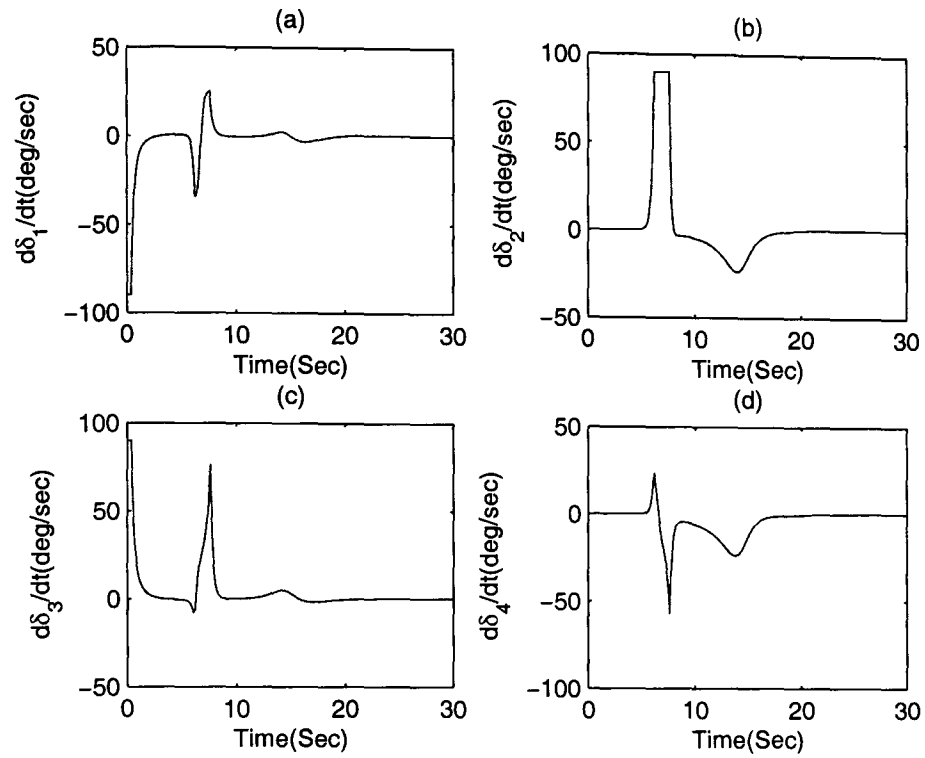 (a)
50
0
−50
−100
dδ1/dt(deg/sec)
0 10 20 30
Time(Sec)
(b)
100
50
0
−50
dδ2/dt(deg/sec)
0 10 20 30
Time(Sec)
(c)
100
50
0
−50
dδ3/dt(deg/sec)
0 10 20 30
Time(Sec)
(d)
50
0
−50
−100
dδ4/dt(deg/sec)
0 10 20 30
Time(Sec)